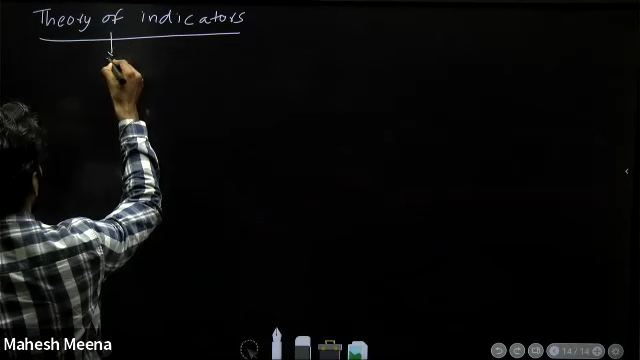 Theory of indicators
Mahesh Meena
14 / 14